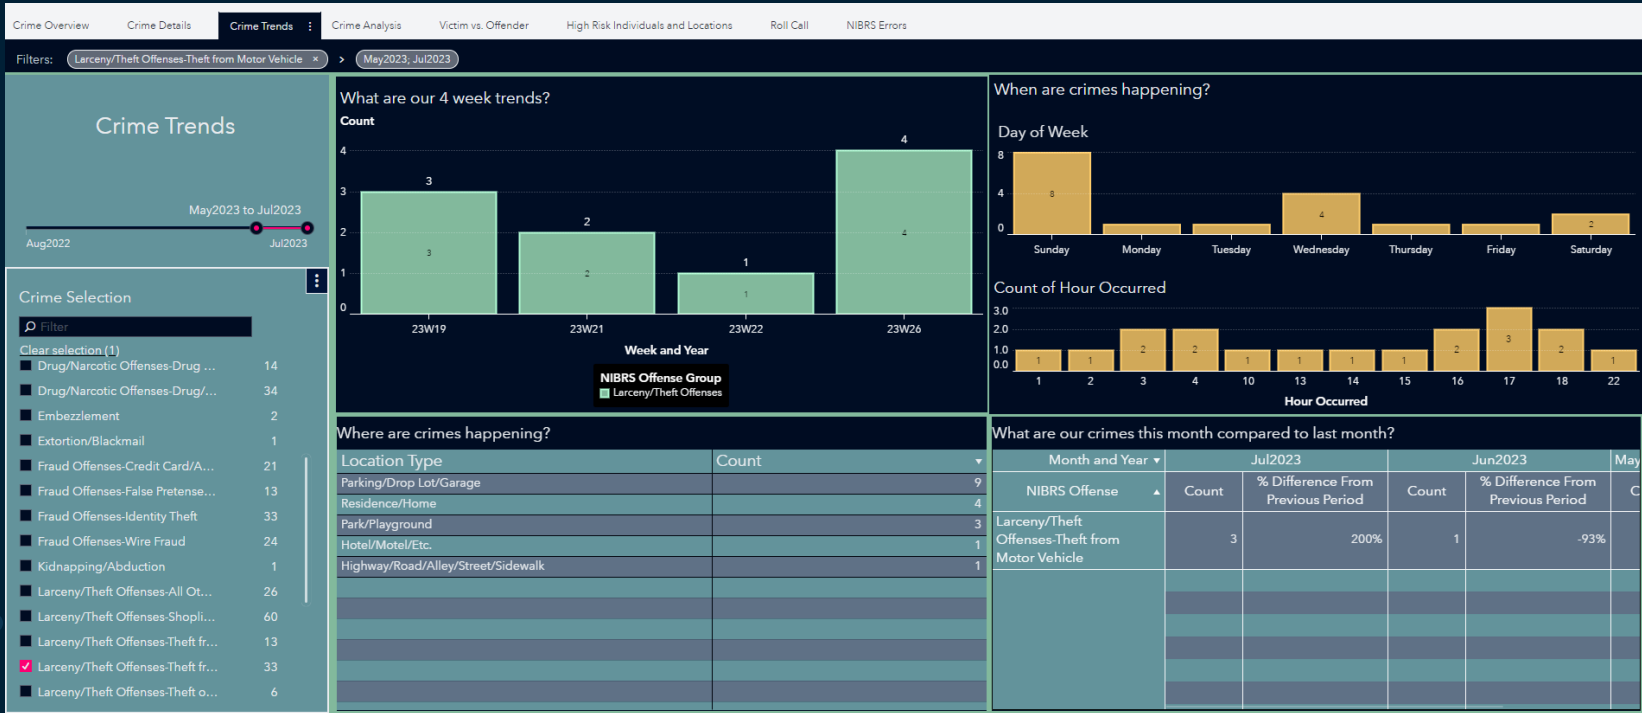 Crime Overview
Crime Details
Crime Trends
Crime Analysis
Victim vs. Offender
High Risk Individuals and Locations
Roll Call
NIBRS Errors
Filters:
Larceny/Theft Offenses-Theft from Motor Vehicle ×
>
May2023; Jul2023
Crime Trends
May2023 to Jul2023
Aug2022
Jul2023
Crime Selection
Filter
Clear selection (1)
Drug/Narcotic Offenses-Drug ... 14
Drug/Narcotic Offenses-Drug/... 34
Embezzlement 2
Extortion/Blackmail 1
Fraud Offenses-Credit Card/A... 21
Fraud Offenses-False Pretense... 13
Fraud Offenses-Identity Theft 33
Fraud Offenses-Wire Fraud 24
Kidnapping/Abduction 1
Larceny/Theft Offenses-All Ot... 26
Larceny/Theft Offenses-Shopli... 60
Larceny/Theft Offenses-Theft fr... 13
Larceny/Theft Offenses-Theft fr... 33
Larceny/Theft Offenses-Theft o... 6
What are our 4 week trends?
Count
4
3
2
1
0
3
2
1
4
3
2
1
4
23W19 23W21 23W22 23W26
Week and Year
NIBRS Offense Group
Larceny/Theft Offenses
When are crimes happening?
Day of Week
8
4
0
8
4
2
Sunday Monday Tuesday Wednesday Thursday Friday Saturday
Count of Hour Occurred
3.0
2.0
1.0
0.0
1 1 2 2 1 1 1 1 2 3 2 1
1 2 3 4 10 13 14 15 16 17 18 22
Hour Occurred
Where are crimes happening?
Location Type Count
Parking/Drop Lot/Garage 9
Residence/Home 4
Park/Playground 3
Hotel/Motel/Etc. 1
Highway/Road/Alley/Street/Sidewalk 1
What are our crimes this month compared to last month?
Month and Year Jul2023 Jun2023 May
NIBRS Offense Count % Difference From Previous Period Count % Difference From Previous Period C
Larceny/Theft
Offenses-Theft from 3 200% 1 -93%
Motor Vehicle